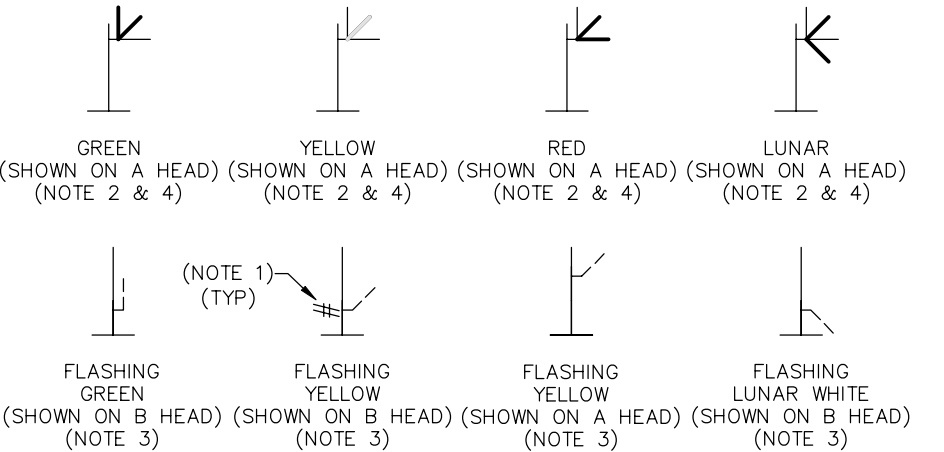 GREEN
(SHOWN ON A HEAD)
(NOTE 2 & 4)
YELLOW
(SHOWN ON A HEAD)
(NOTE 2 & 4)
RED
(SHOWN ON A HEAD)
(NOTE 2 & 4)
LUNAR
(SHOWN ON A HEAD)
(NOTE 2 & 4)
(NOTE 1)
(TYP)
FLASHING
GREEN
(SHOWN ON B HEAD)
(NOTE 3)
FLASHING
YELLOW
(SHOWN ON B HEAD)
(NOTE 3)
FLASHING
YELLOW
(SHOWN ON A HEAD)
(NOTE 3)
FLASHING
LUNAR WHITE
(SHOWN ON B HEAD)
(NOTE 3)